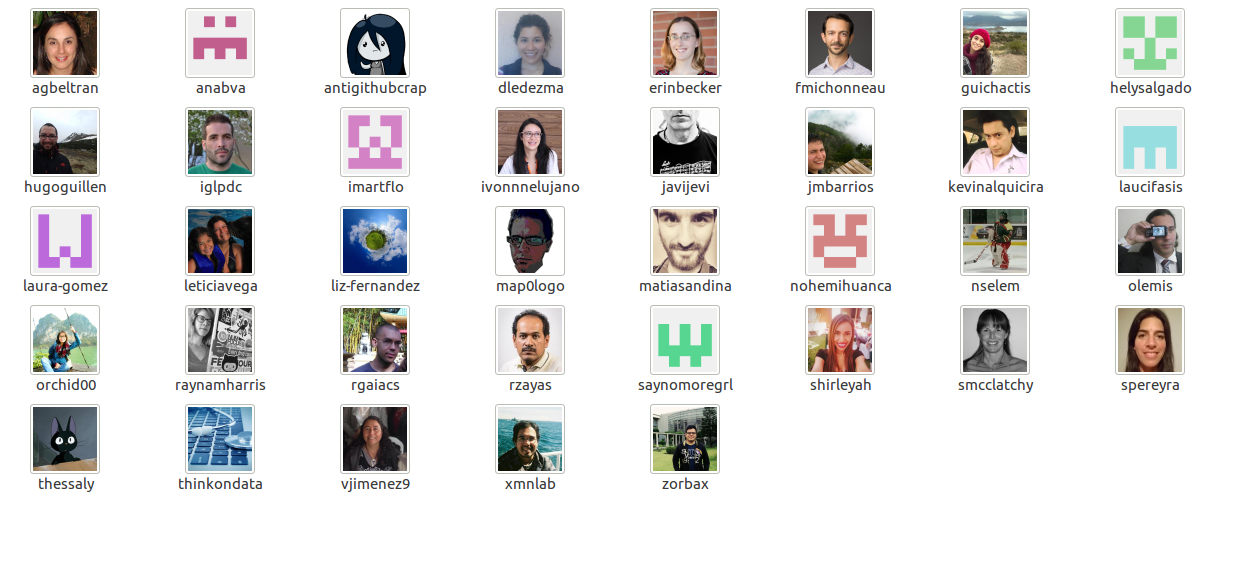 agbeltran anabva antigithubcrap dledezma erinbecker fmichonneau guichactis helysalgado
hugoguillen iglpdc imartflo ivonnnelujano javijevi jmbarrios kevinalquicira laucifasis
laura-gomez leticiavega liz-fernandez map0logo matiasandina nohemihuanca nselem olemis
orchid00 raynamharris rgaiacs rzayas saynomoregrl shirleyah smcclatchy spereyra
thessaly thinkondata vjimenez9 xmnlab zorbax